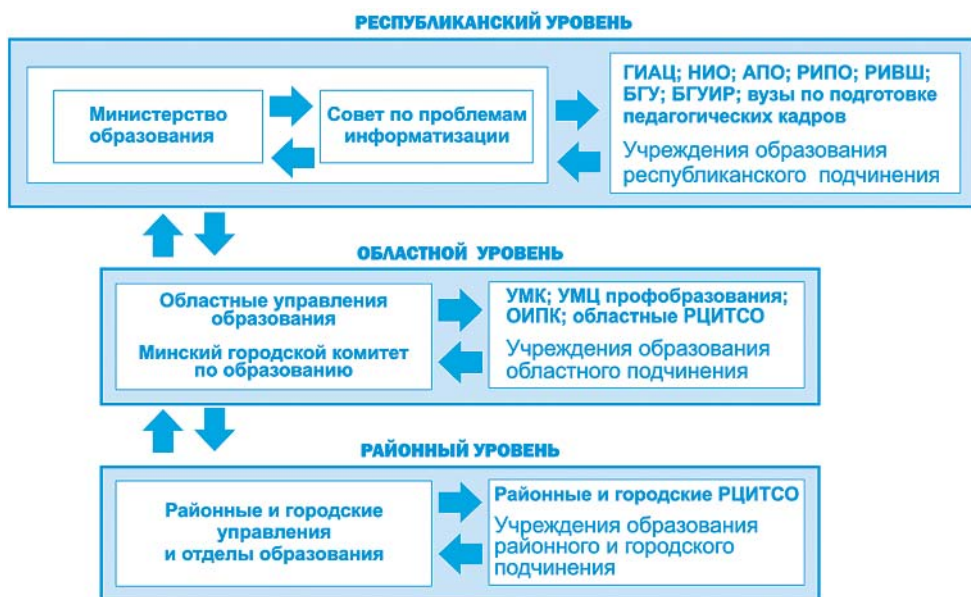 РЕСПУБЛИКАНСКИЙ УРОВЕНЬ
Министерство
образования
Совет по проблемам
информатизации
ГИАЦ; НИО; АПО; РИПО; РИВШ;
БГУ; БГУИР; вузы по подготовке
педагогических кадров
Учреждения образования
республиканского подчинения
ОБЛАСТНОЙ УРОВЕНЬ
Областные управления
образования
Минский городской комитет
по образованию
УМК; УМЦ профобразования;
ОИПК; областные РЦИТСО
Учреждения образования
областного подчинения
РАЙОННЫЙ УРОВЕНЬ
Районные и городские
управления
и отделы образования
Районные и городские РЦИТСО
Учреждения образования
районного и городского
подчинения